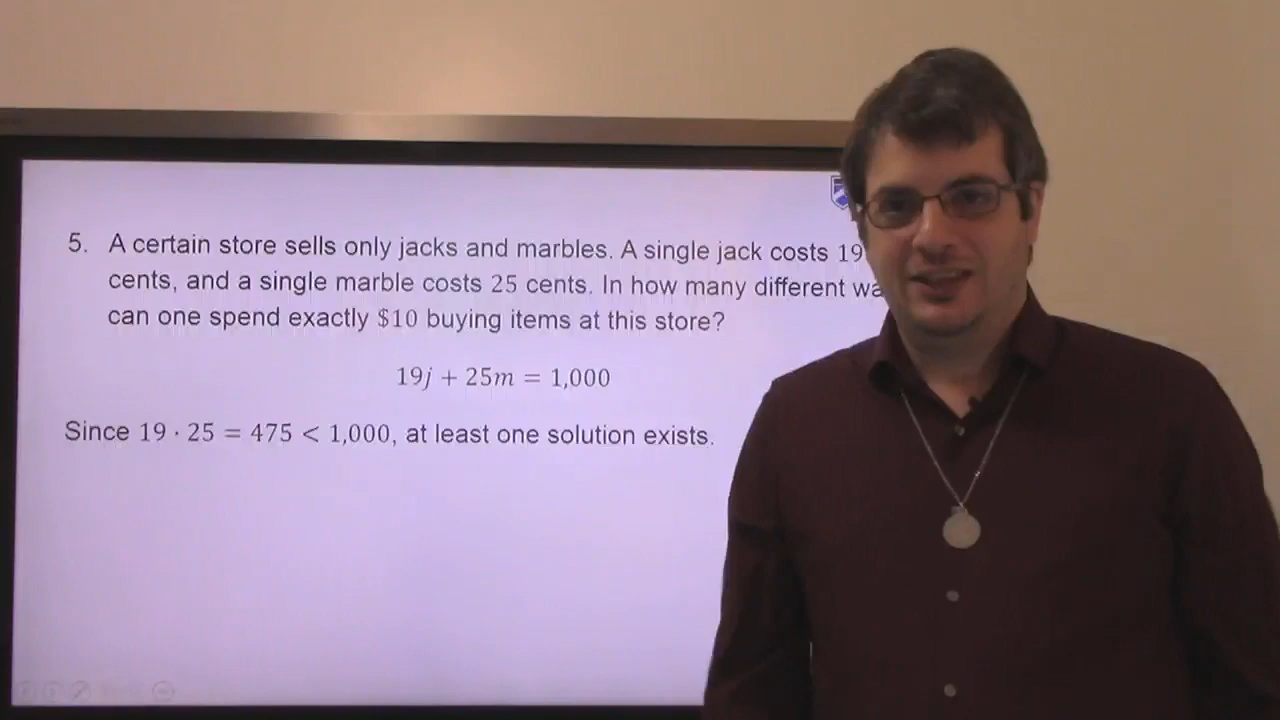 5. A certain store sells only jacks and marbles. A single jack costs 19
cents, and a single marble costs 25 cents. In how many different
can one spend exactly $10 buying items at this store?
19j + 25m = 1,000
Since 19 · 25 = 475 < 1,000, at least one solution exists.